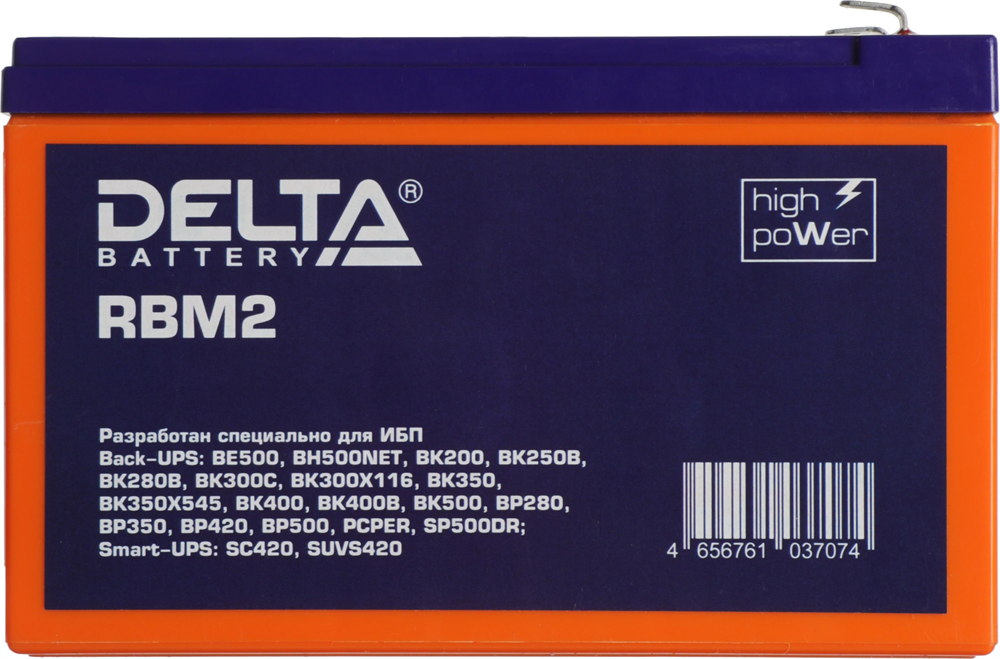 DELTA®
BATTERY
high
poWer
RBM2
Разработан специально для ИБП
Back-UPS: BE500, BH500NET, BK200, BK250B,
BK280B, BK300C, BK300X116, BK350,
BK350X545, BK400, BK400B, BK500, BP280,
BP350, BP420, BP500, PCPER, SP500DR;
Smart-UPS: SC420, SUVS420
4 656761 037074